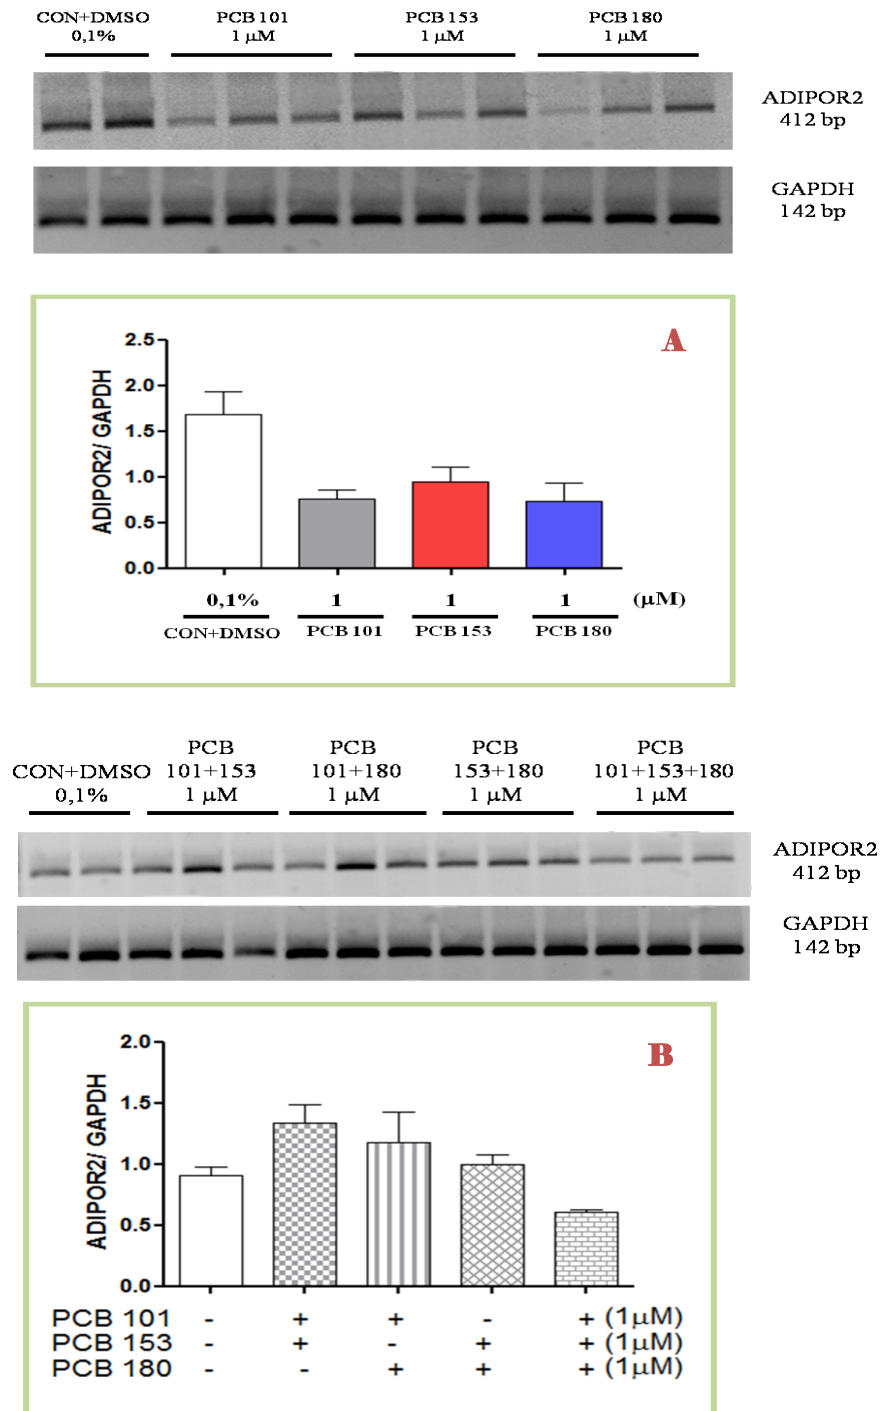 CON+DMSO PCB 101 PCB 153 PCB 180
0,1% 1 µM 1 µM 1 µM
ADIPOR2
412 bp
GAPDH
142 bp
A
ADIPOR2/ GAPDH
2.5
2.0
1.5
1.0
0.5
0.0
0,1% 1 1 1 (µM)
CON+DMSO PCB 101 PCB 153 PCB 180
PCB PCB PCB PCB
CON+DMSO 101+153 101+180 153+180 101+153+180
0,1% 1 µM 1 µM 1 µM 1 µM
ADIPOR2
412 bp
GAPDH
142 bp
B
ADIPOR2/ GAPDH
2.0
1.5
1.0
0.5
0.0
PCB 101 - + + - + (1µM)
PCB 153 - + - + + (1µM)
PCB 180 - - + + + (1µM)